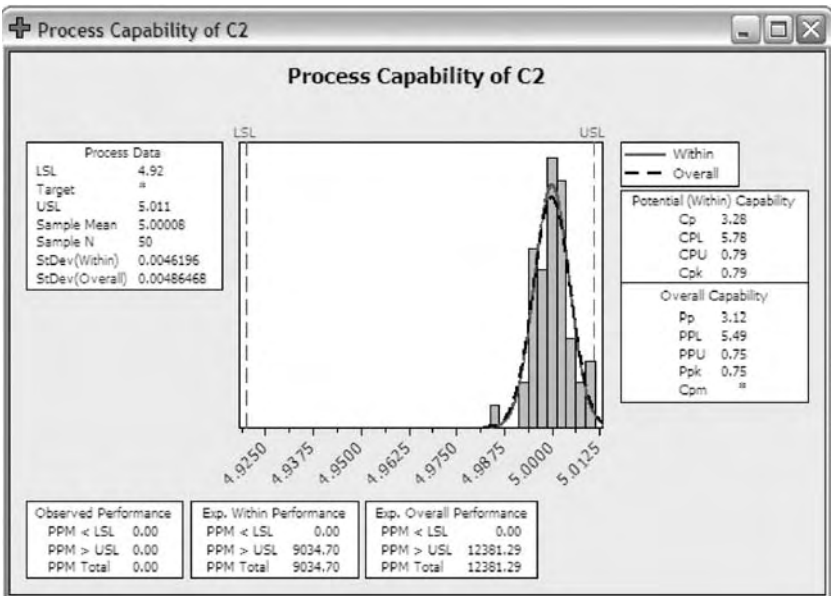 Process Capability of C2
Process Capability of C2
LSL
USL
Process Data
LSL 4.92
Target *
USL 5.011
Sample Mean 5.00008
Sample N 50
StDev(Within) 0.0046196
StDev(Overall) 0.00486468
Within
Overall
Potential (Within) Capability
Cp 3.28
CPL 5.78
CPU 0.79
Cpk 0.79
Overall Capability
Pp 3.12
PPL 5.49
PPU 0.75
Ppk 0.75
Cpm *
4.9250 4.9375 4.9500 4.9625 4.9750 4.9875 5.0000 5.0125
Observed Performance
PPM < LSL 0.00
PPM > USL 0.00
PPM Total 0.00
Exp. Within Performance
PPM < LSL 0.00
PPM > USL 9034.70
PPM Total 9034.70
Exp. Overall Performance
PPM < LSL 0.00
PPM > USL 12381.29
PPM Total 12381.29